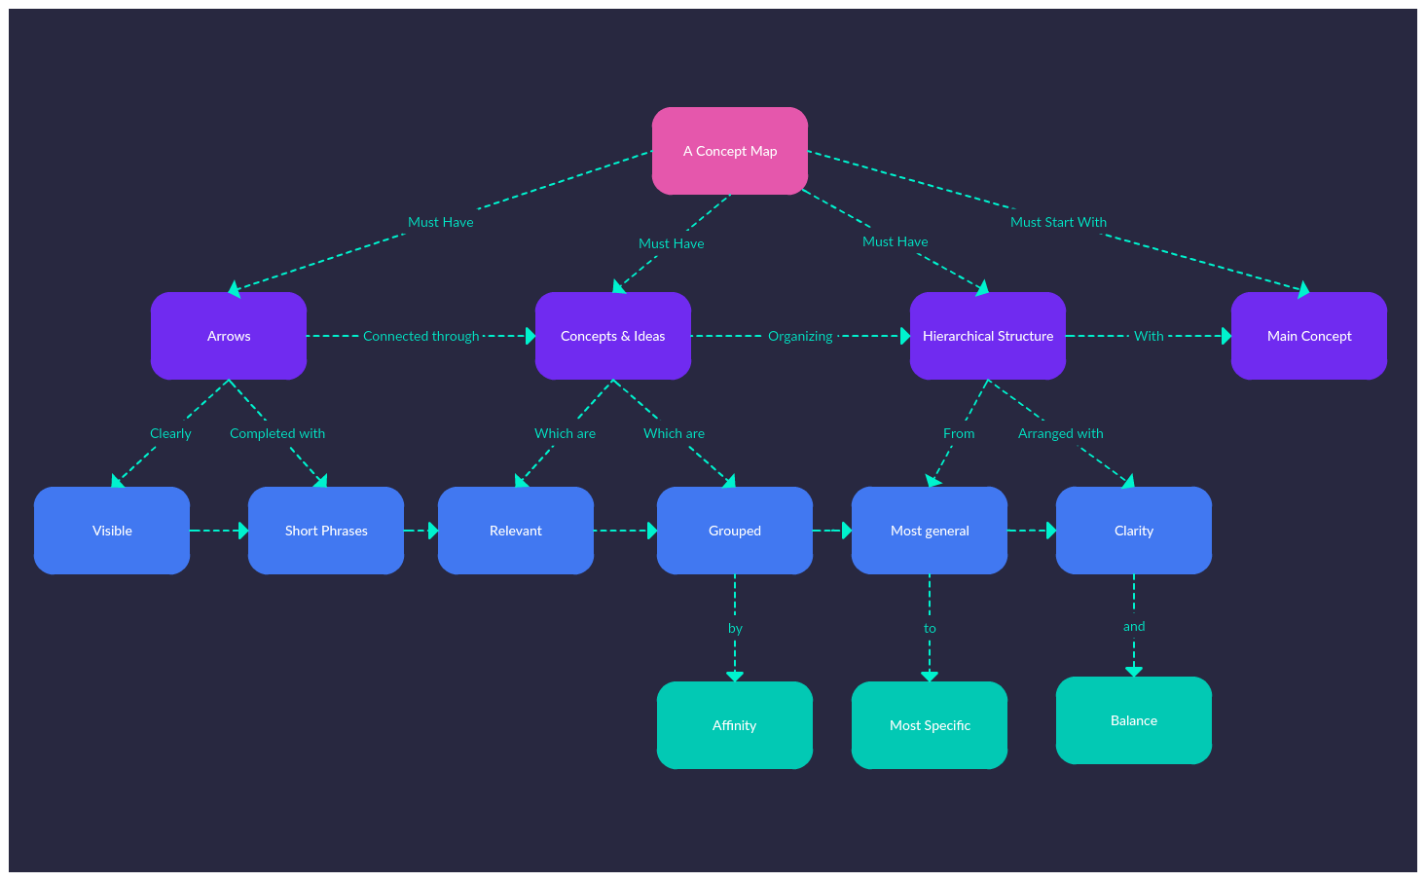 A Concept Map
Must Have
Must Start With
Must Have
Must Have
Arrows
Connected through
Concepts & Ideas
Organizing
Hierarchical Structure
With
Main Concept
Clearly
Completed with
Which are
Which are
From
Arranged with
Visible
Short Phrases
Relevant
Grouped
Most general
Clarity
by
to
and
Affinity
Most Specific
Balance